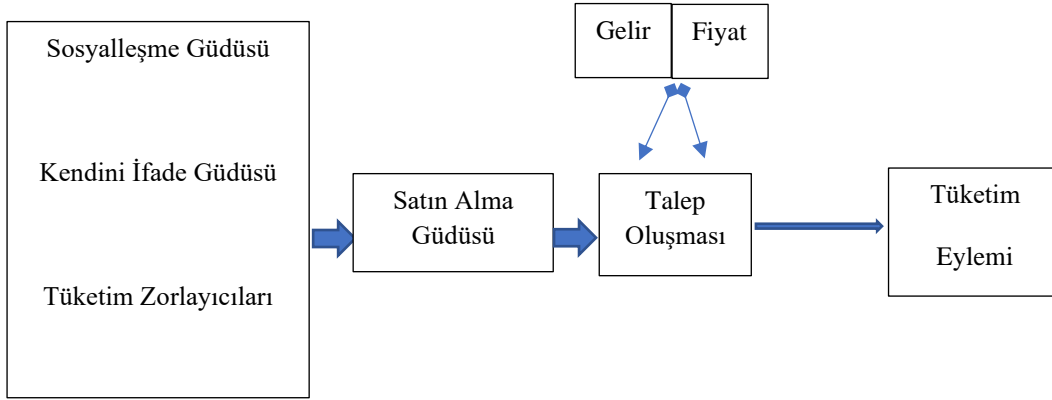 Sosyalleşme Güdüsü
Kendini İfade Güdüsü
Tüketim Zorlayıcıları
Satın Alma
Güdüsü
Gelir
Fiyat
Talep
Oluşması
Tüketim
Eylemi